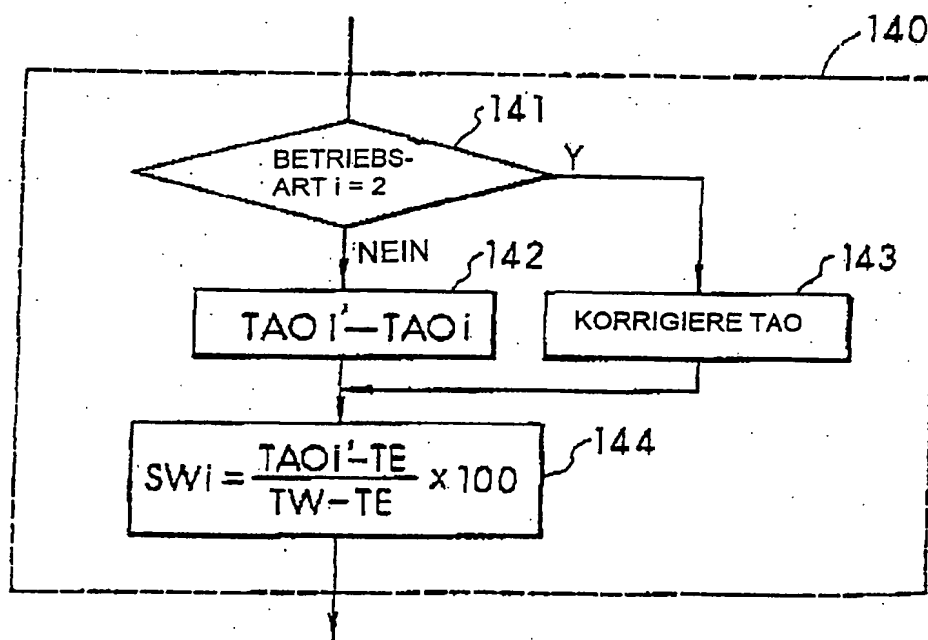 140
141
BETRIEBS-
ART i = 2
Y
NEIN
142
143
TAO I'—TAO i
KORRIGIERE TAO
144
SWi = TAOi'-TE / TW-TE × 100